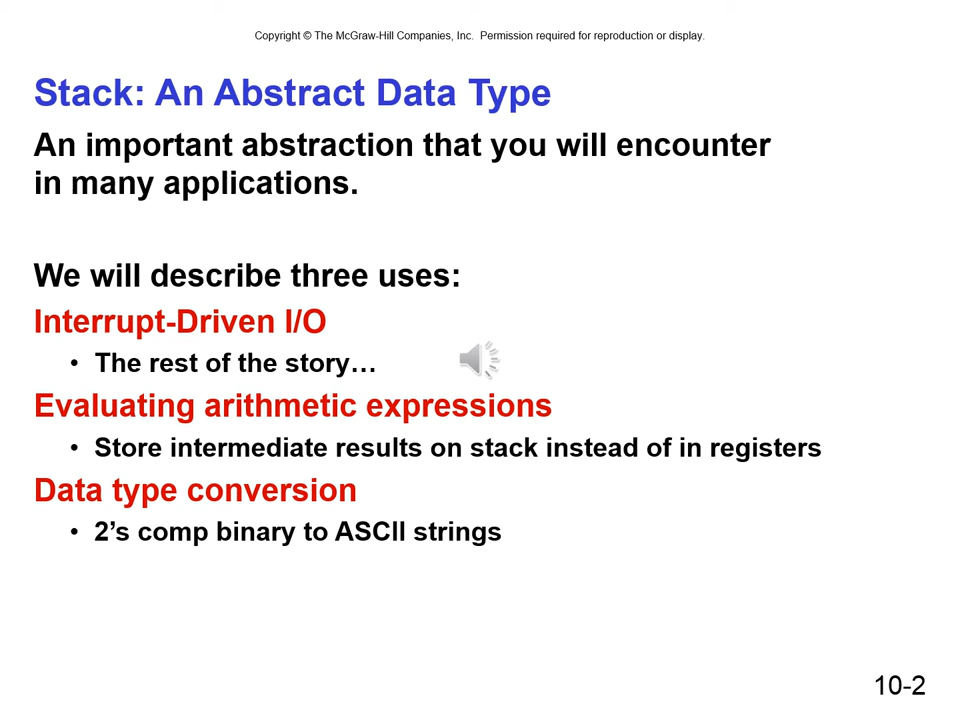 Copyright © The McGraw-Hill Companies, Inc.  Permission required for reproduction or display.
Stack: An Abstract Data Type
An important abstraction that you will encounter
in many applications.
We will describe three uses:
Interrupt-Driven I/O
• The rest of the story…
Evaluating arithmetic expressions
• Store intermediate results on stack instead of in registers
Data type conversion
• 2’s comp binary to ASCII strings
10-2